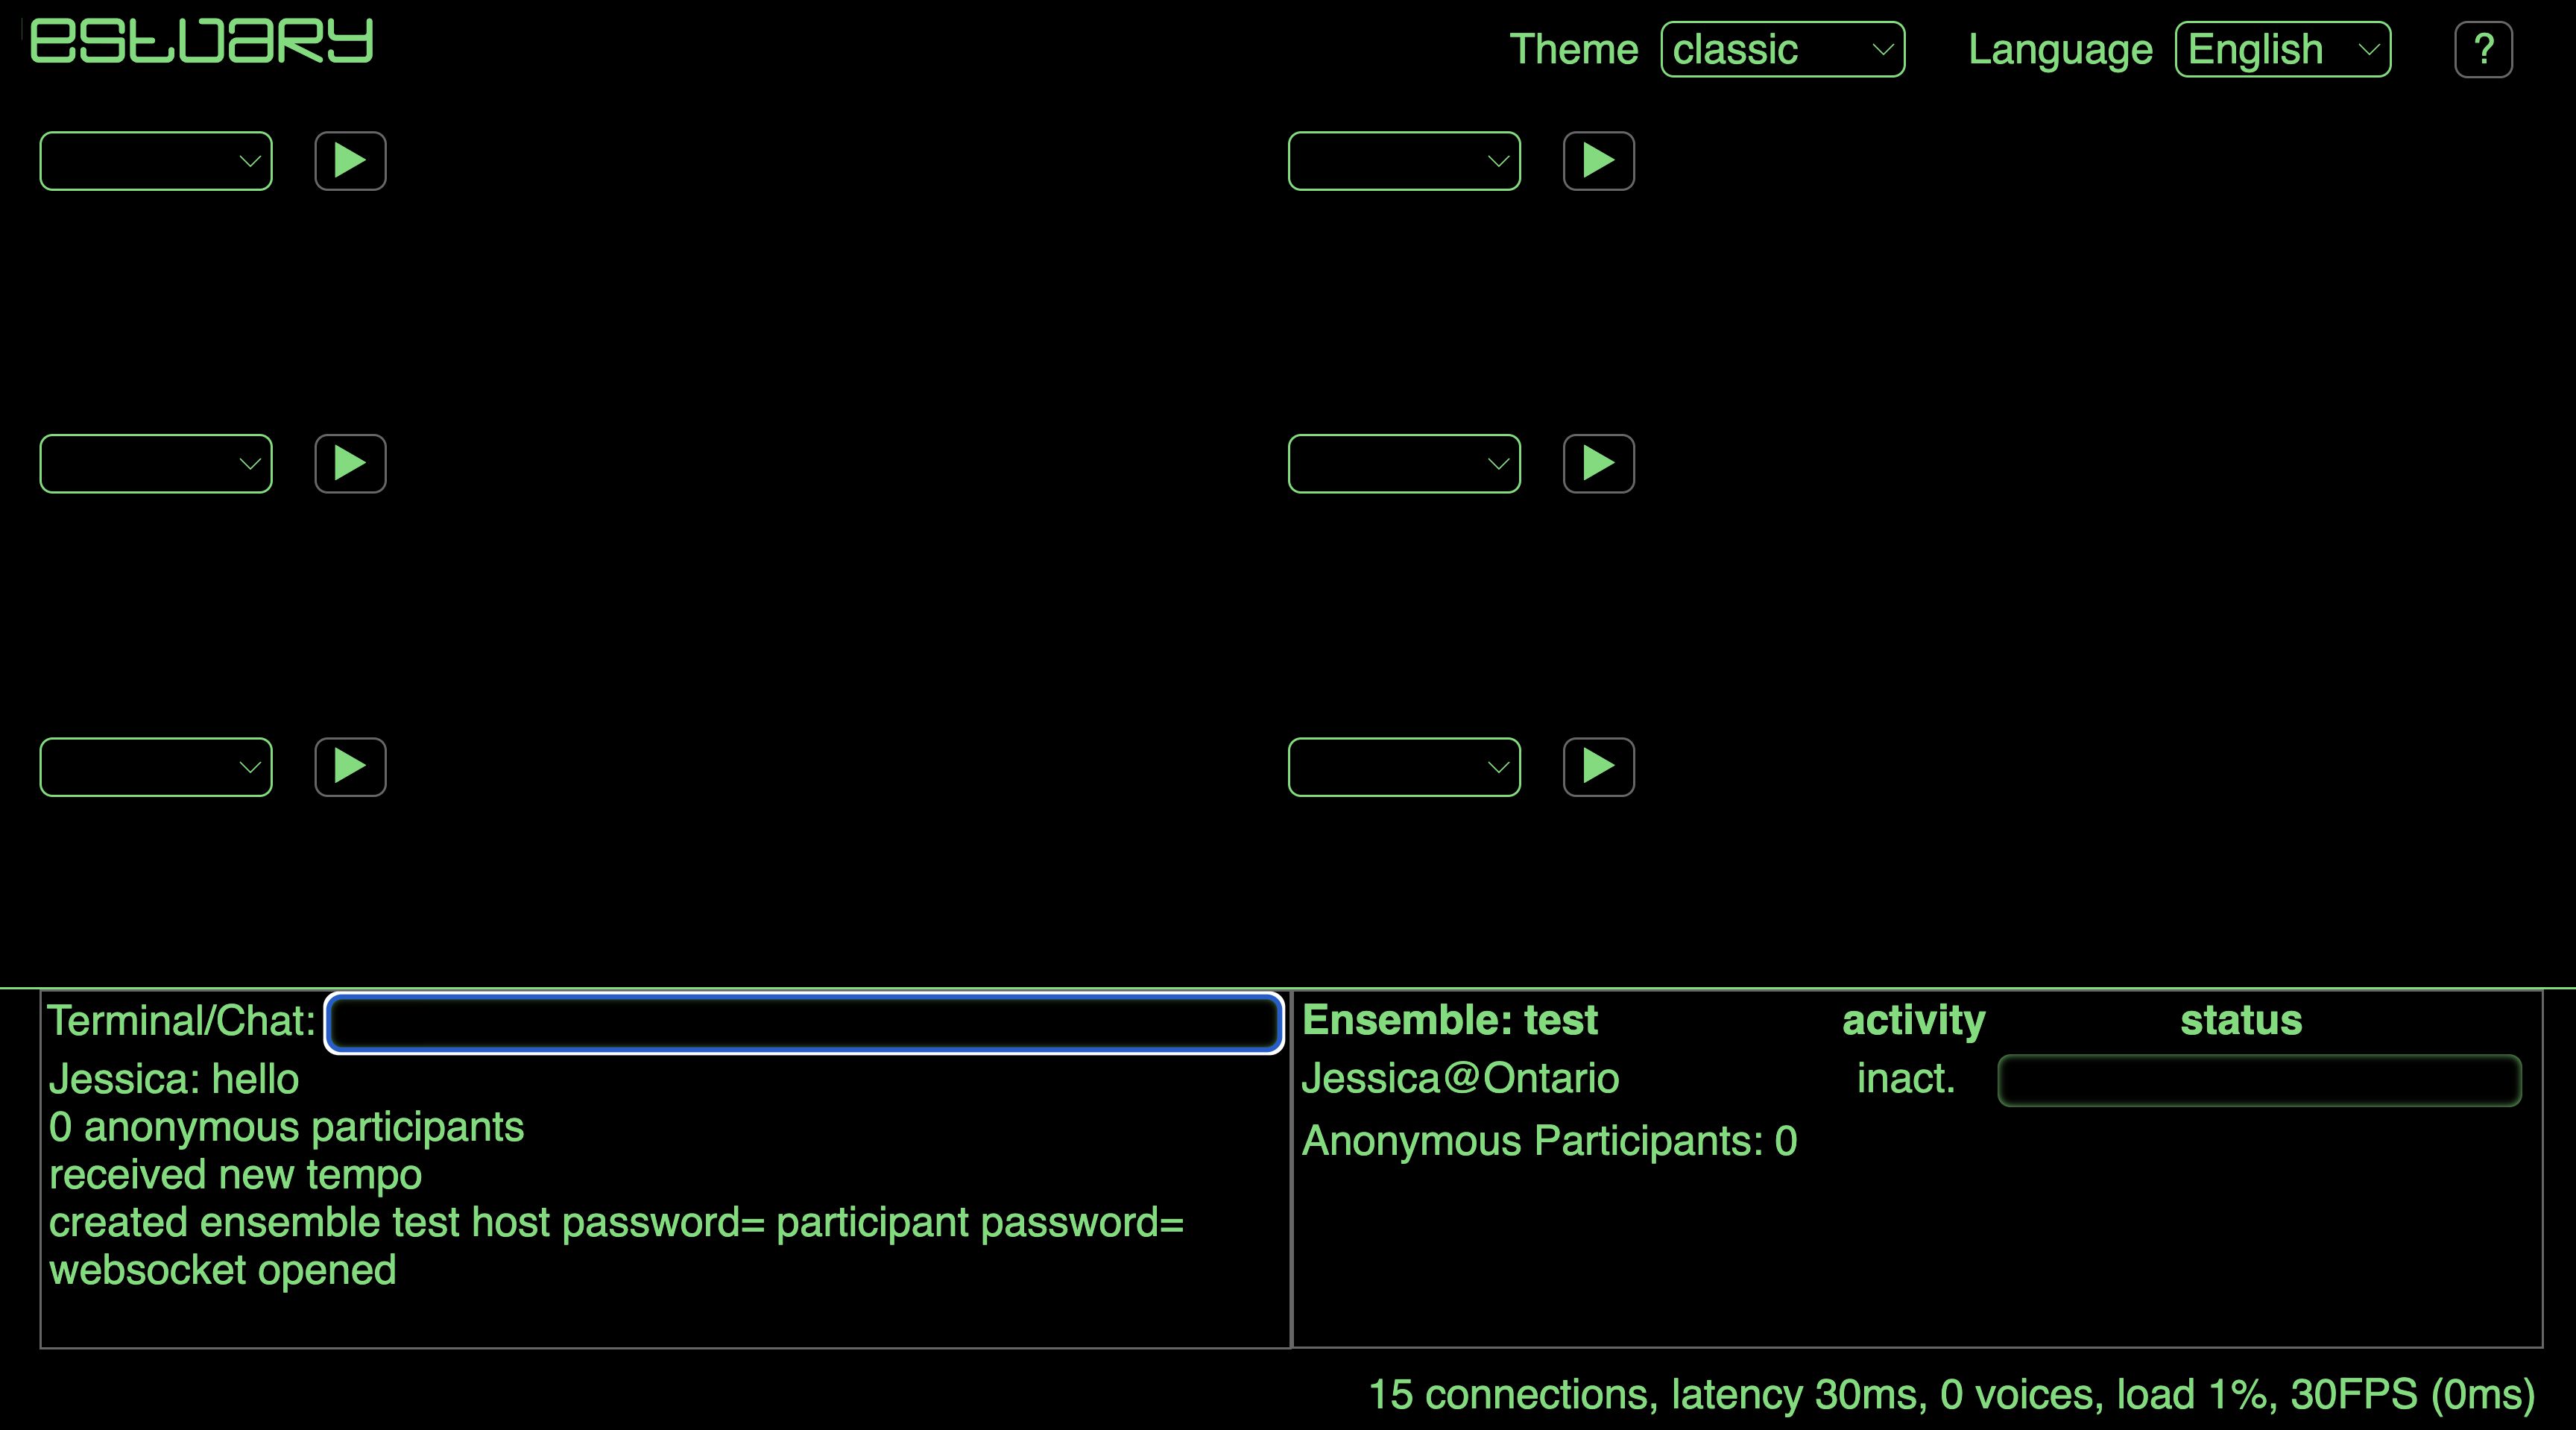 estuary
Theme classic Language English ?
Terminal/Chat:
Jessica: hello
0 anonymous participants
received new tempo
created ensemble test host password= participant password=
websocket opened
Ensemble: test activity status
Jessica@Ontario inact.
Anonymous Participants: 0
15 connections, latency 30ms, 0 voices, load 1%, 30FPS (0ms)